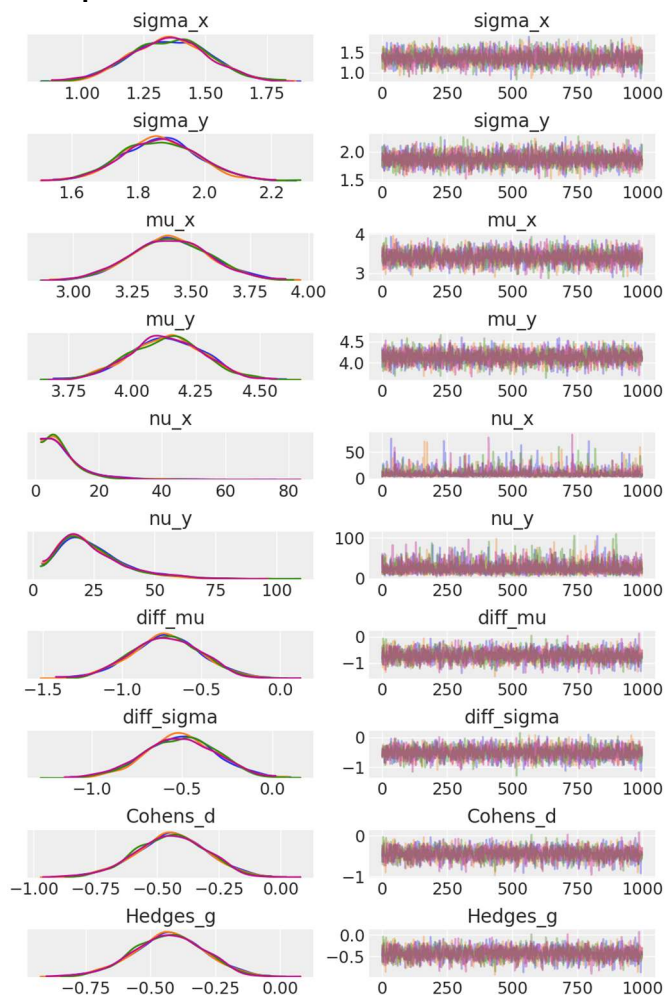 sigma_x sigma_x
1.5
1.0
1.00 1.25 1.50 1.75 0 250 500 750 1000
sigma_y sigma_y
2.0
1.5
1.6 1.8 2.0 2.2 0 250 500 750 1000
mu_x mu_x
4
3
3.00 3.25 3.50 3.75 4.00 0 250 500 750 1000
mu_y mu_y
4.5
4.0
3.75 4.00 4.25 4.50 0 250 500 750 1000
nu_x nu_x
50
0
0 20 40 60 80 0 250 500 750 1000
nu_y nu_y
100
0
0 25 50 75 100 0 250 500 750 1000
diff_mu diff_mu
0
−1
−1.5 −1.0 −0.5 0.0 0 250 500 750 1000
diff_sigma diff_sigma
0
−1
−1.0 −0.5 0.0 0 250 500 750 1000
Cohens_d Cohens_d
0
−1
−1.00 −0.75 −0.50 −0.25 0.00 0 250 500 750 1000
Hedges_g Hedges_g
0.0
−0.5
−0.75 −0.50 −0.25 0.00 0 250 500 750 1000